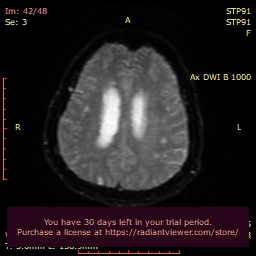 Im: 42/48
Se: 3
A
STP91
STP91
F
Ax DWI B 1000
R
L
You have 30 days left in your trial period.
Purchase a license at https://radiantviewer.com/store/